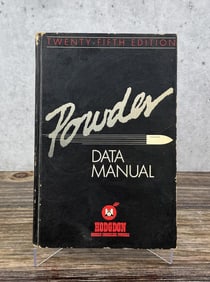 TWENTY-FIFTH EDITION
Powder
DATA
MANUAL
HODGDON